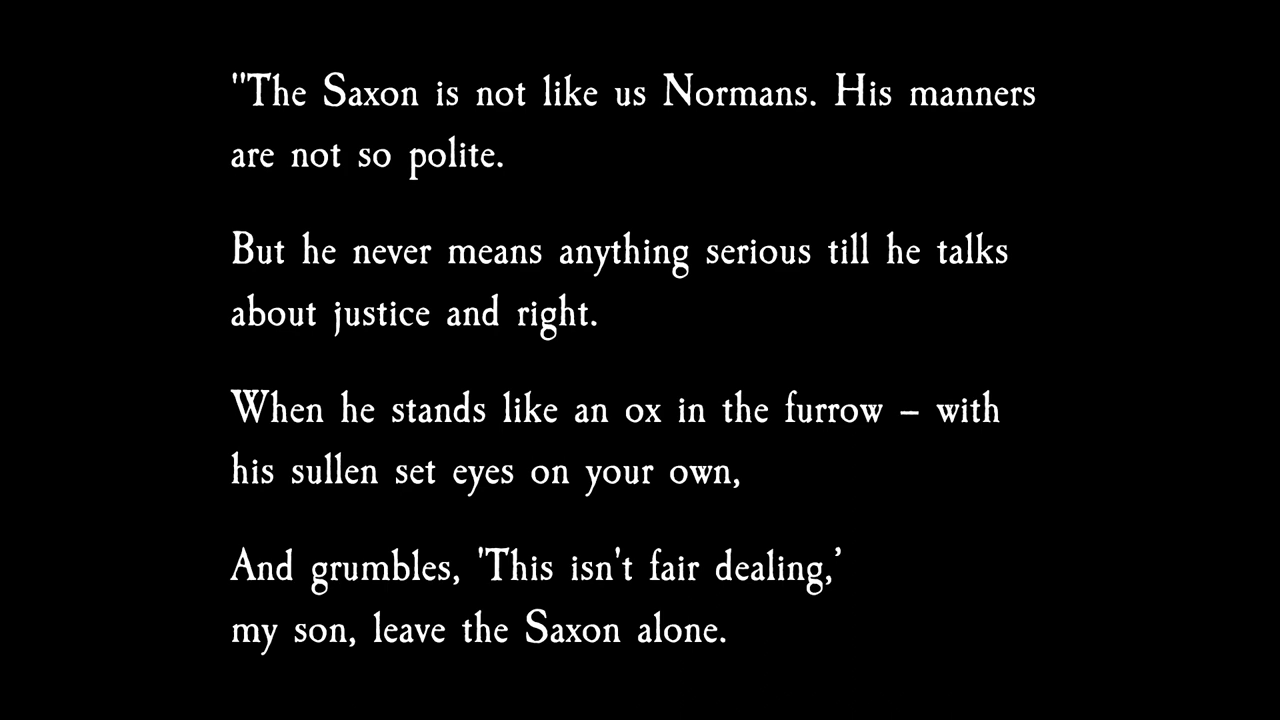 "The Saxon is not like us Normans. His manners
are not so polite.
But he never means anything serious till he talks
about justice and right.
When he stands like an ox in the furrow – with
his sullen set eyes on your own,
And grumbles, 'This isn't fair dealing,’
my son, leave the Saxon alone.